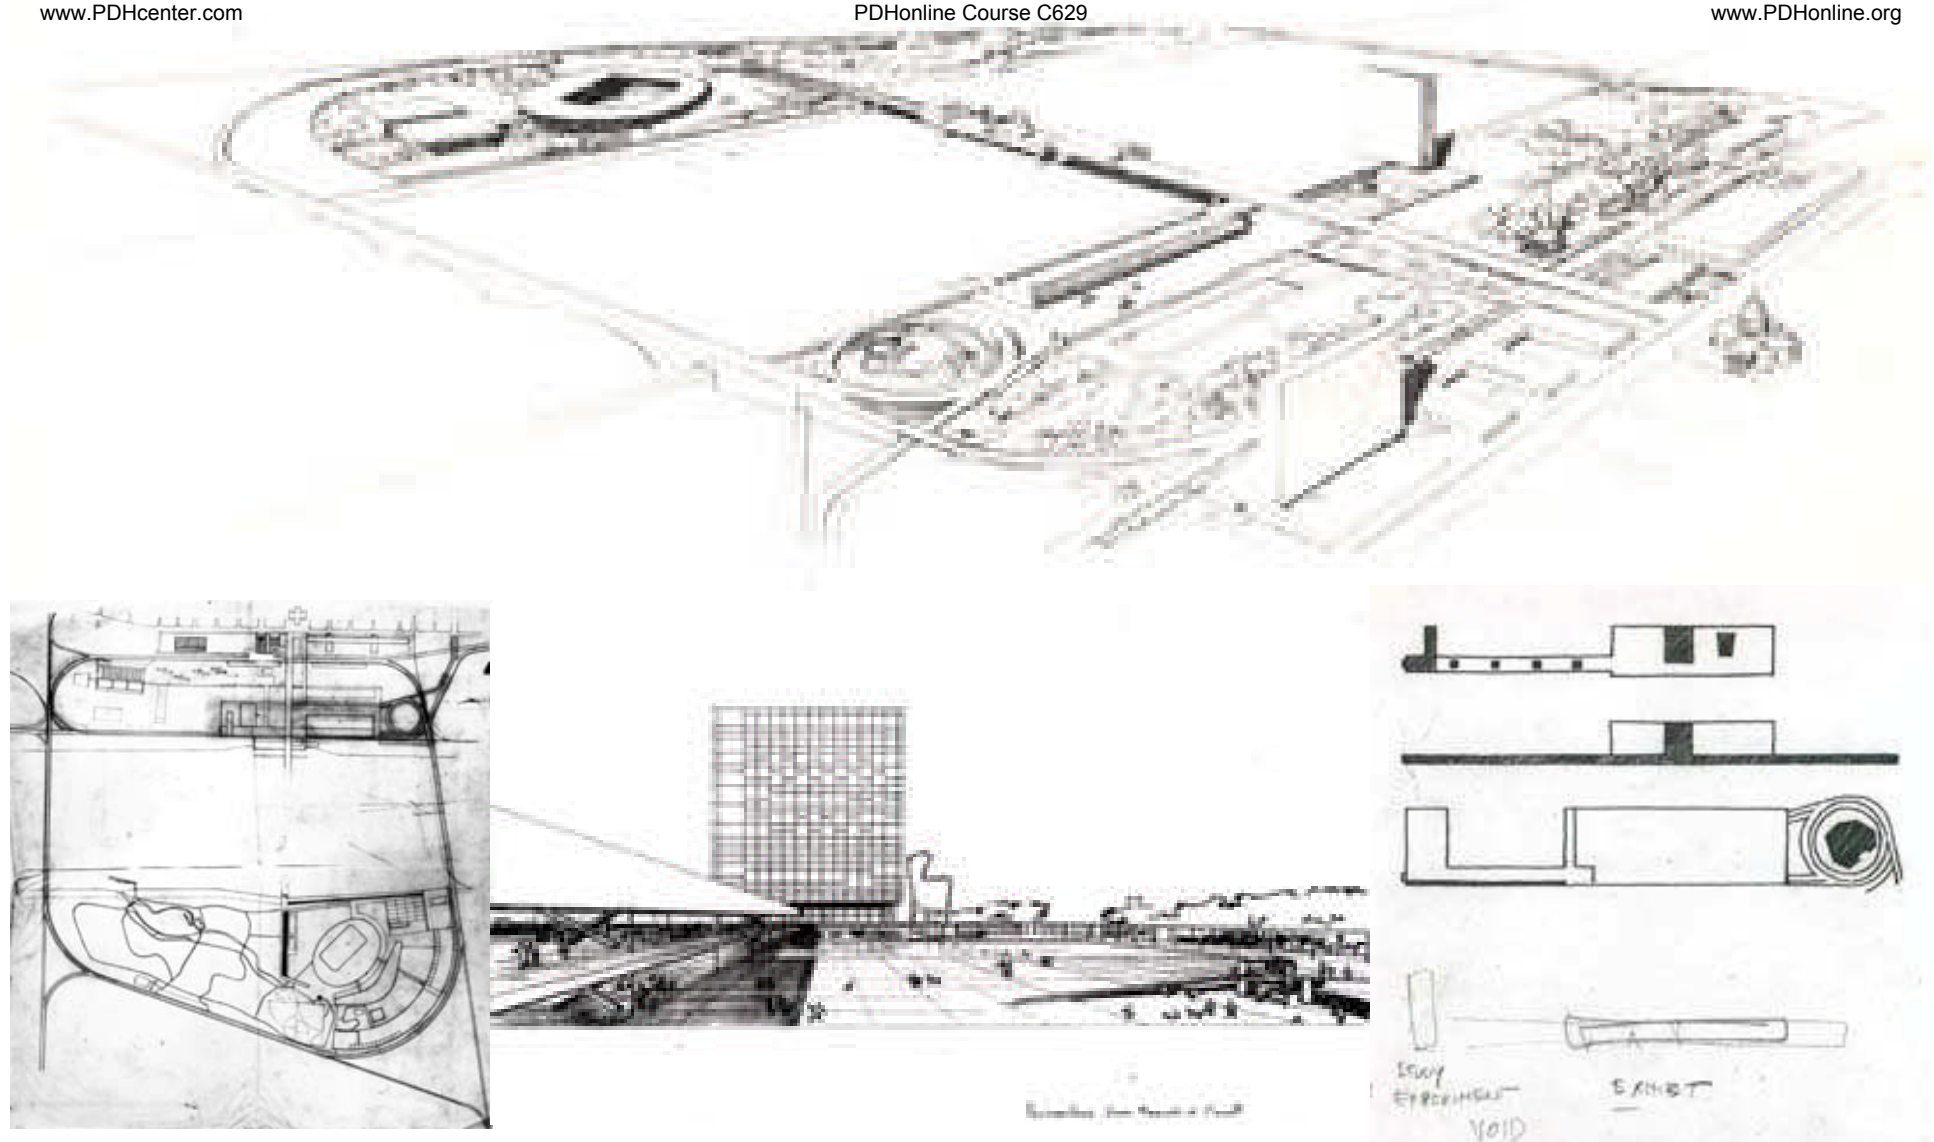 www.PDHcenter.com
PDHonline Course C629
www.PDHonline.org
STUDY
EXPERIMENT
EXHIBIT
VOID